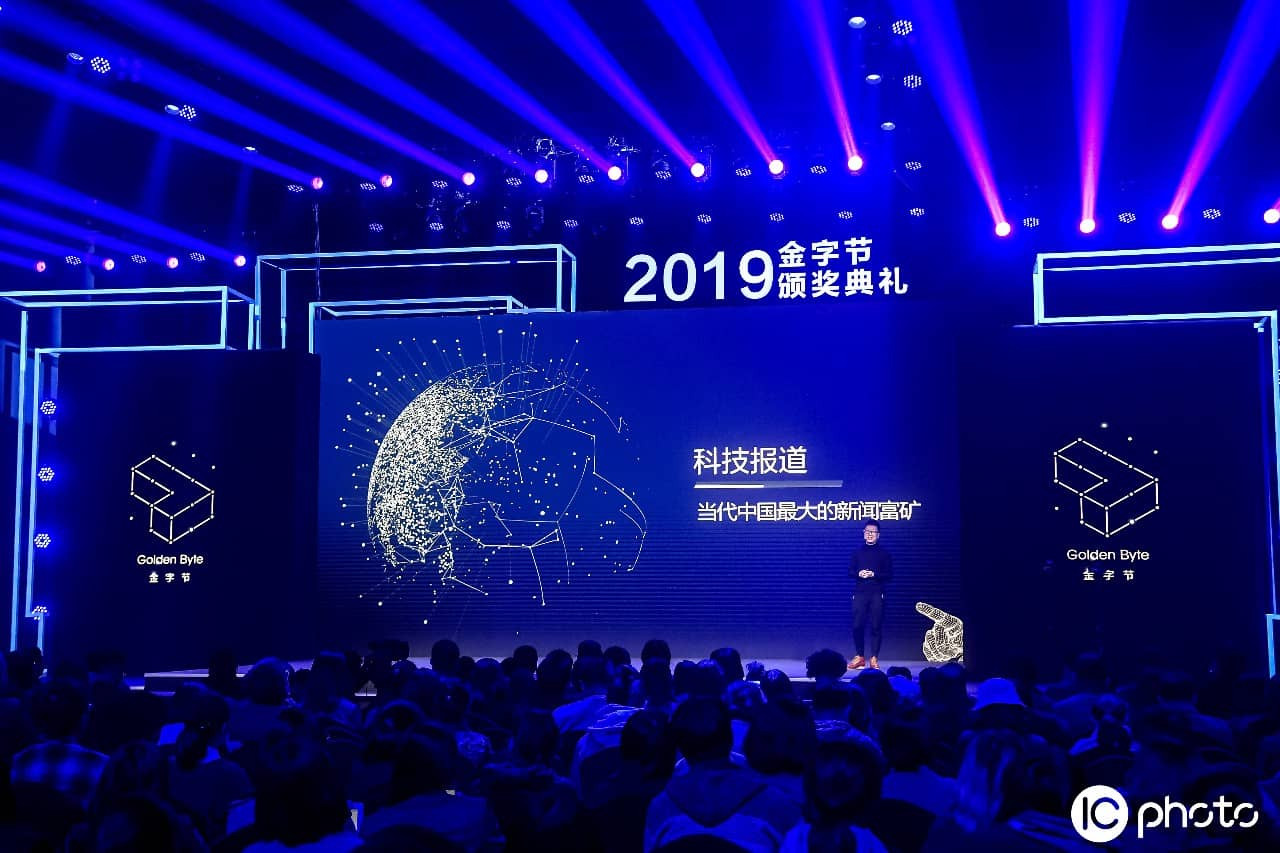 2019 金字节
颁奖典礼
科技报道
当代中国最大的新闻富矿
Golden Byte
金字节
Golden Byte
金字节
IC photo